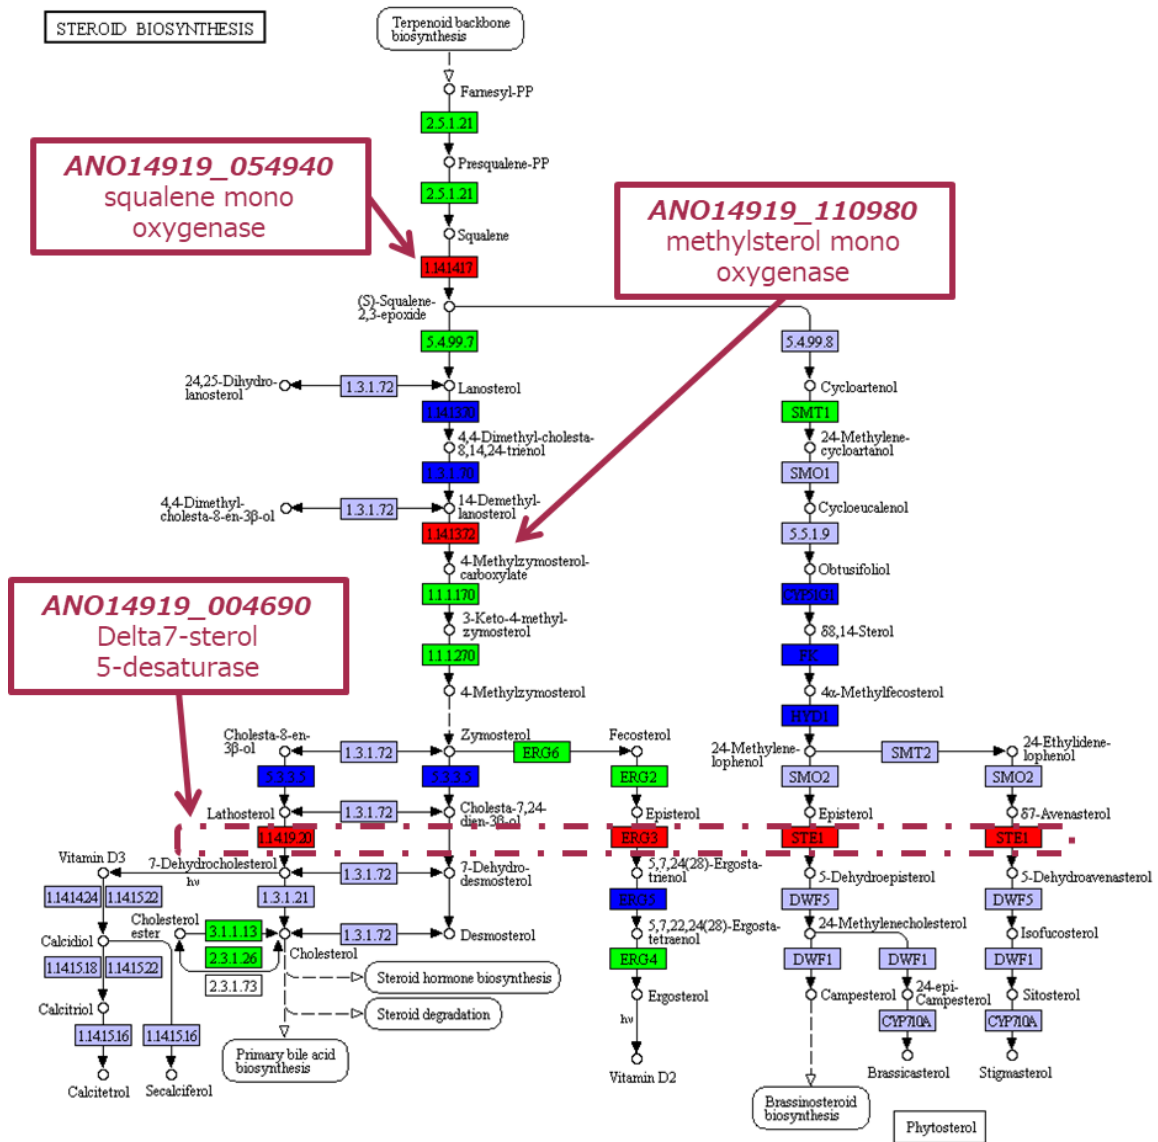 STEROID BIOSYNTHESIS
Terpenoid backbone
biosynthesis
Farnesyl-PP
2.5.1.21
Presqualene-PP
2.5.1.21
Squalene
1.14.14.17
ANO14919_054940
squalene mono
oxygenase
ANO14919_110980
methylsterol mono
oxygenase
(S)-Squalene-
2,3-epoxide
5.4.99.7
5.4.99.8
24,25-Dihydro-
lanosterol
1.3.1.72
Lanosterol
Cycloartenol
1.14.13.70
SMT1
4,4-Dimethyl-cholesta-
8,14,24-trienol
24-Methylene-
cycloartanol
1.3.1.70
SMO1
4,4-Dimethyl-
cholesta-8-en-3β-ol
1.3.1.72
14-Demethyl-
lanosterol
Cycloeucalenol
1.14.13.72
5.5.1.9
4-Methylzymosterol-
carboxylate
Obtusifoliol
1.1.1.170
CYP51G1
ANO14919_004690
Delta7-sterol
5-desaturase
3-Keto-4-methyl-
zymosterol
δ8,14-Sterol
1.1.1.270
FK
4-Methylzymosterol
4α-Methylfecosterol
HYD1
Cholesta-8-en-
3β-ol
1.3.1.72
Zymosterol
ERG6
Fecosterol
24-Methylene-
lophenol
SMT2
24-Ethylidene-
lophenol
5.3.3.5
5.3.3.5
ERG2
SMO2
SMO2
Lathosterol
1.3.1.72
Cholesta-7,24-
dien-3β-ol
Episterol
Episterol
δ7-Avenasterol
1.14.19.20
ERG3
STE1
STE1
Vitamin D3
7-Dehydrocholesterol
hν
1.3.1.72
7-Dehydro-
desmosterol
5,7,24(28)-Ergosta-
trienol
5-Dehydroepisterol
5-Dehydroavenasterol
1.14.14.24
1.14.15.22
1.3.1.21
ERG5
DWF5
DWF5
Cholesterol
ester
3.1.1.13
2.3.1.26
2.3.1.73
Cholesterol
1.3.1.72
Desmosterol
5,7,22,24(28)-Ergosta-
tetraenol
24-Methylenecholesterol
Isofucosterol
Calcidiol
1.14.15.18
1.14.15.22
ERG4
DWF1
DWF1
DWF1
Steroid hormone biosynthesis
Steroid degradation
Calcitriol
Ergosterol
Campesterol
24-epi-
Campesterol
Sitosterol
1.14.15.16
1.14.15.16
hν
CYP710A
CYP710A
Primary bile acid
biosynthesis
Calcitetrol
Secalciferol
Vitamin D2
Brassicasterol
Stigmasterol
Brassinosteroid
biosynthesis
Phytosterol